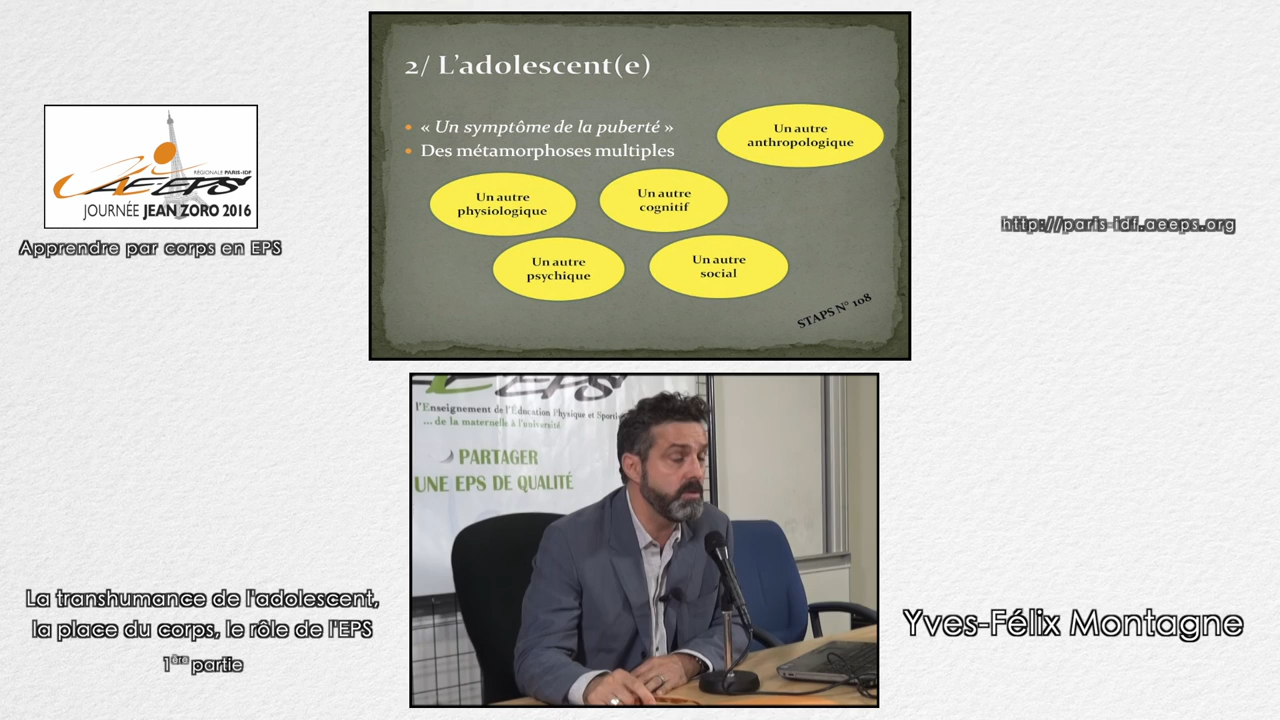 2/ L'adolescent(e)
• « Un symptôme de la puberté »
• Des métamorphoses multiples
Un autre
anthropologique
Un autre
physiologique
Un autre
cognitif
Un autre
psychique
Un autre
social
STAPS N° 108
RÉGIONALE PARIS-IDF
AEEPS
JOURNÉE JEAN ZORO 2016
Apprendre par corps en EPS
http://paris-idf.aeeps.org
l'Enseignement de l'Éducation Physique et Sporti
... de la maternelle à l'université
PARTAGER
UNE EPS DE QUALITÉ
La transhumance de l'adolescent,
la place du corps, le rôle de l'EPS
1ère partie
Yves-Félix Montagne